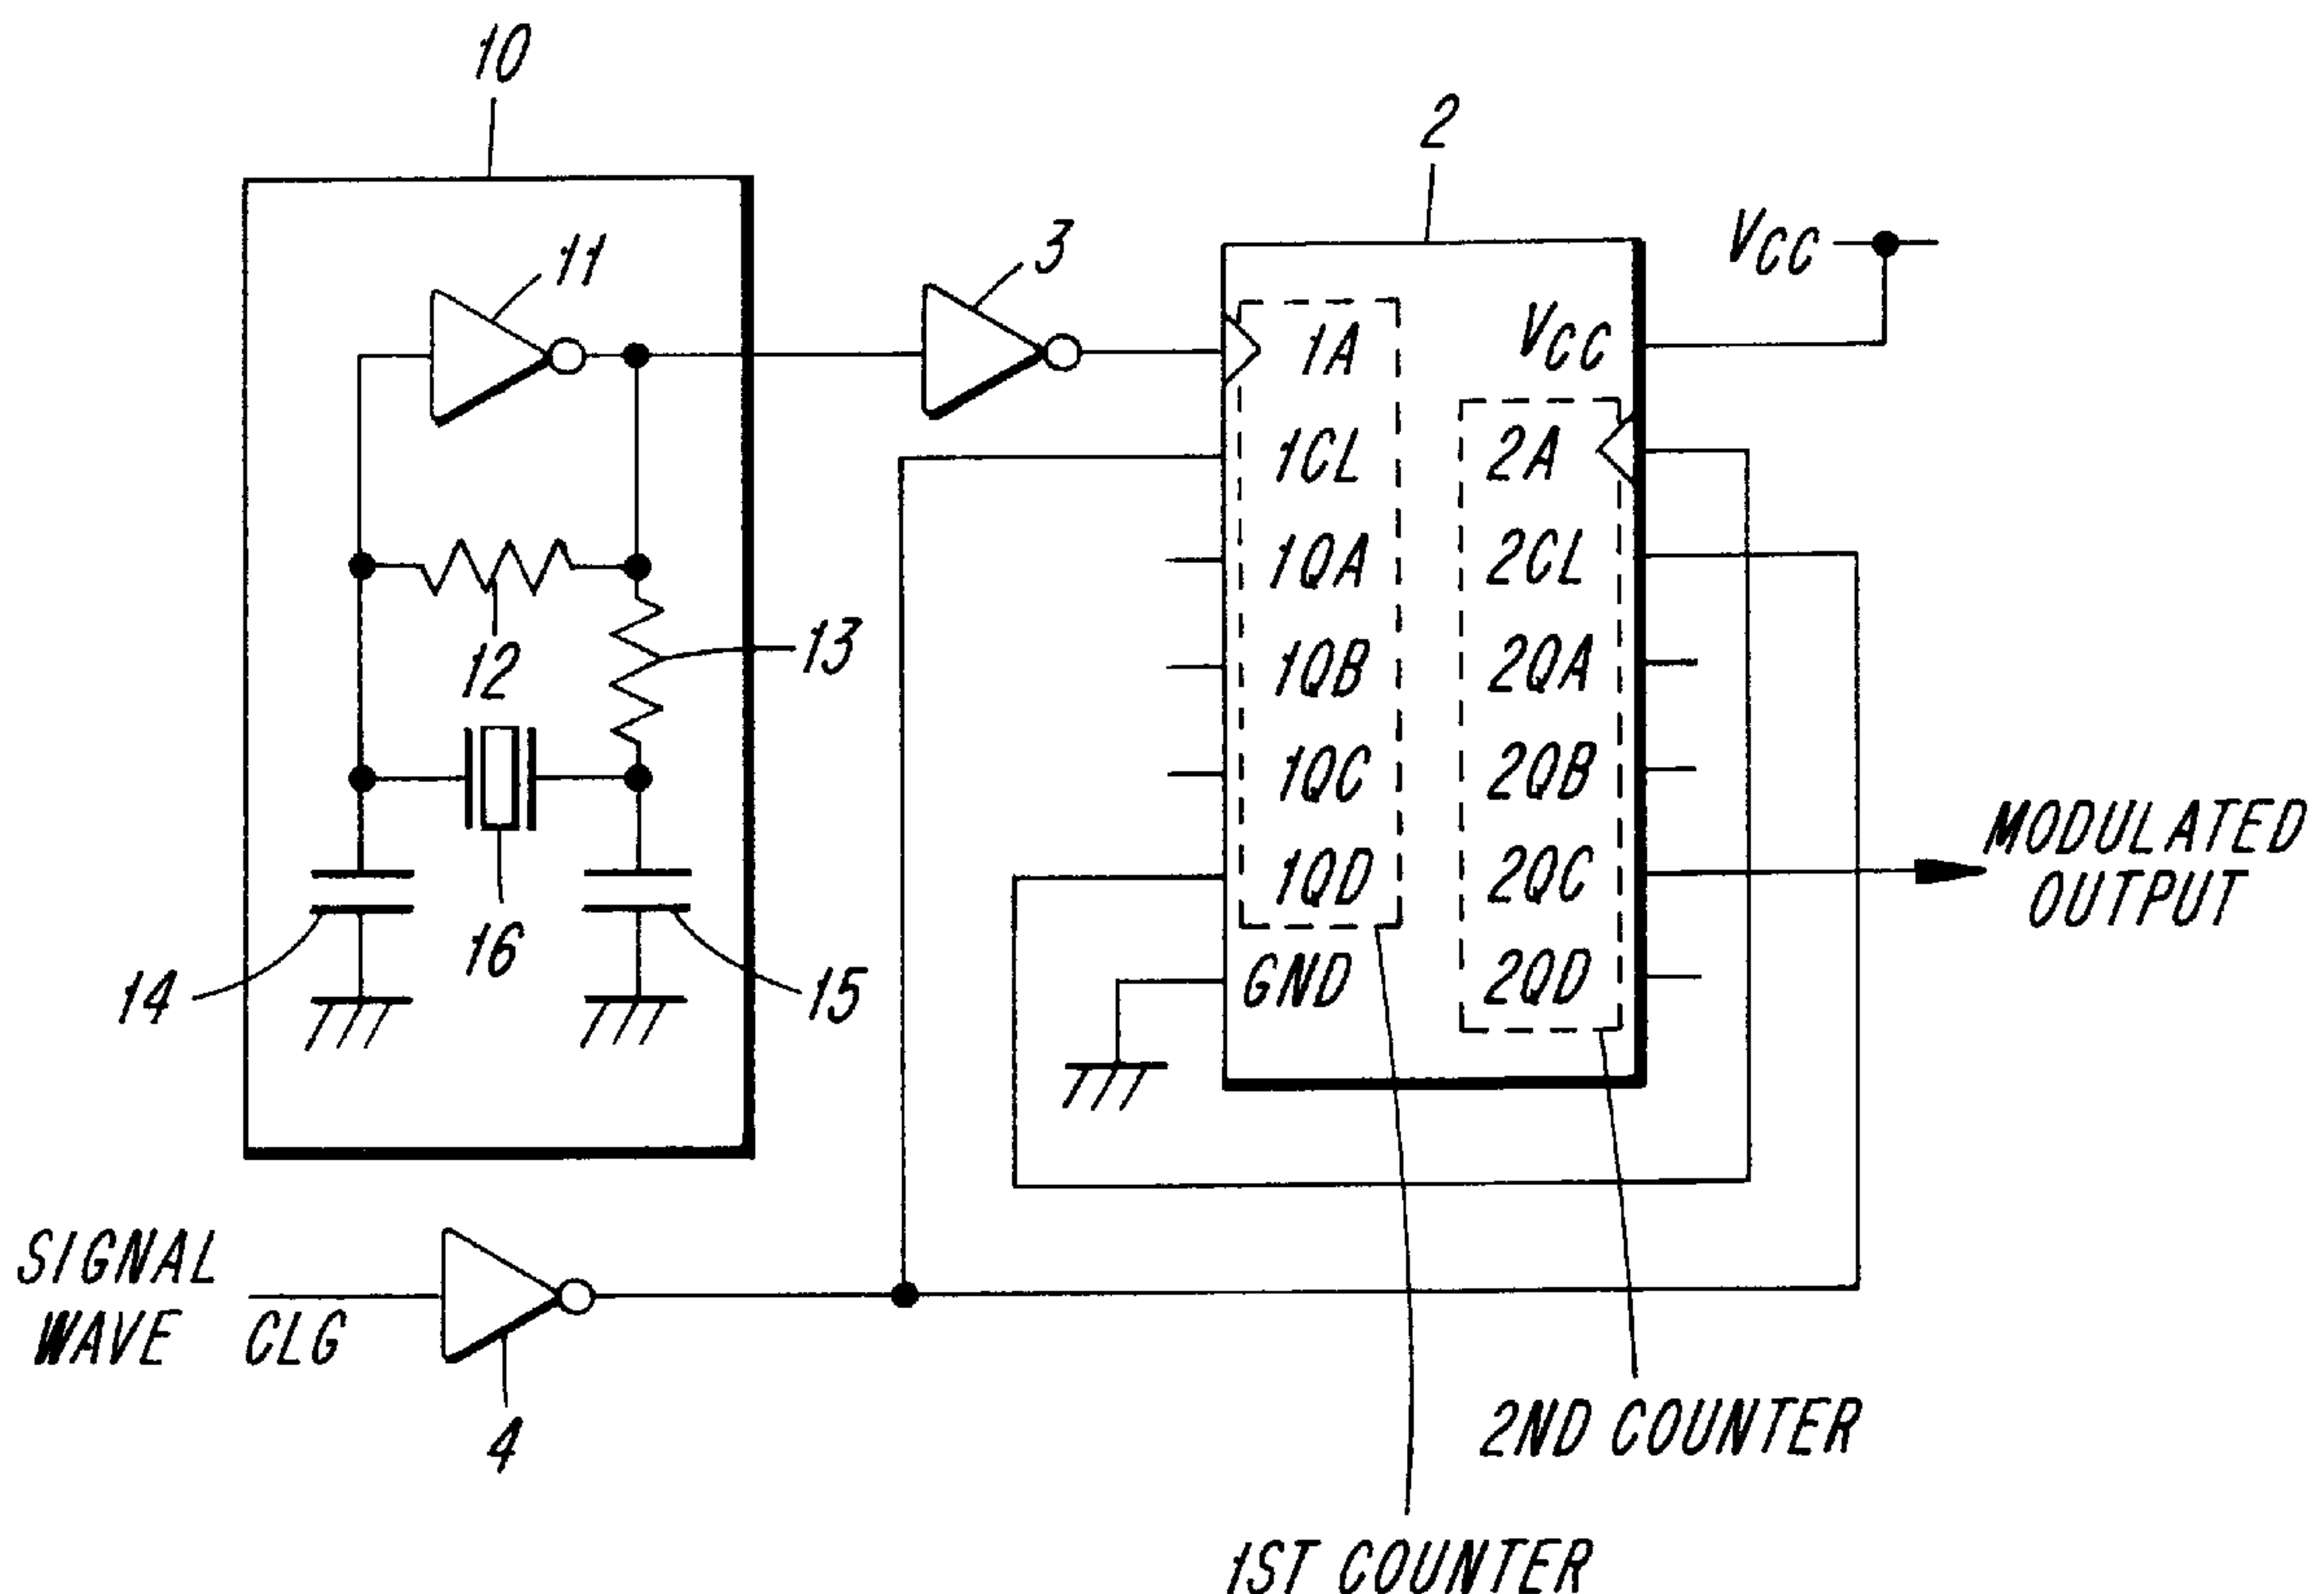 10
2
11
3
VCC
1A
VCC
1CL
2A
1QA
2CL
12
13
1QB
2QA
1QC
2QB
1QD
2QC
MODULATED
OUTPUT
14
16
15
GND
2QD
SIGNAL
WAVE
CLG
4
2ND COUNTER
1ST COUNTER